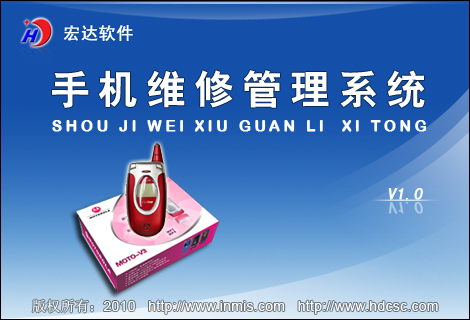 宏达软件
手机维修管理系统
SHOU JI WEI XIU GUAN LI XI TONG
V1.0
MOTO-V3
版权所有：2010 http://www.inmis.com http://www.hdcsc.com